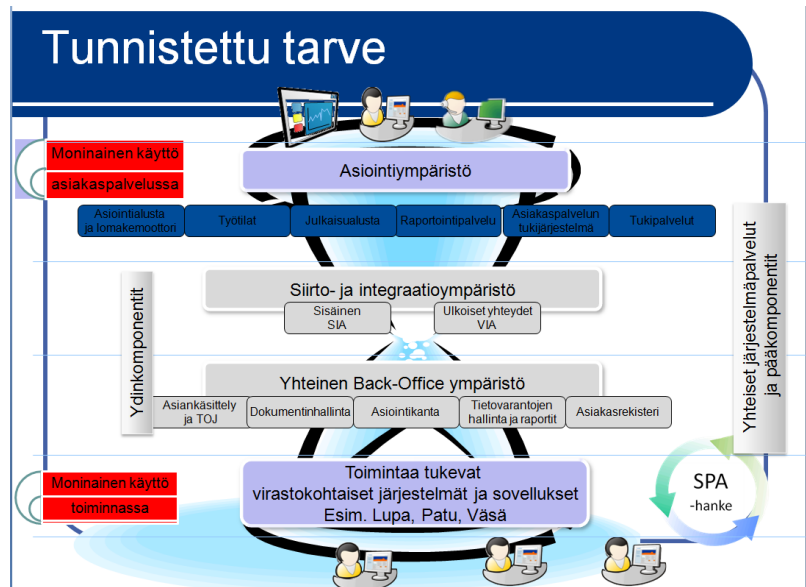 Tunnistettu tarve
Moninainen käyttö
asiakaspalvelussa
Asiointiympäristö
Asiointialusta
ja lomakemoottori
Työtilat
Julkaisualusta
Raportointipalvelu
Asiakaspalvelun
tukijärjestelmä
Tukipalvelut
Siirto- ja integraatioympäristö
Sisäinen
SIA
Ulkoiset yhteydet
VIA
Ydinkomponentit
Yhteiset järjestelmäpalvelut
ja pääkomponentit
Yhteinen Back-Office ympäristö
Asiankäsittely
ja TOJ
Dokumentinhallinta
Asiointikanta
Tietovarantojen
hallinta ja raportit
Asiakasrekisteri
Moninainen käyttö
toiminnassa
Toimintaa tukevat
virastokohtaiset järjestelmät ja sovellukset
Esim. Lupa, Patu, Väsä
SPA
-hanke